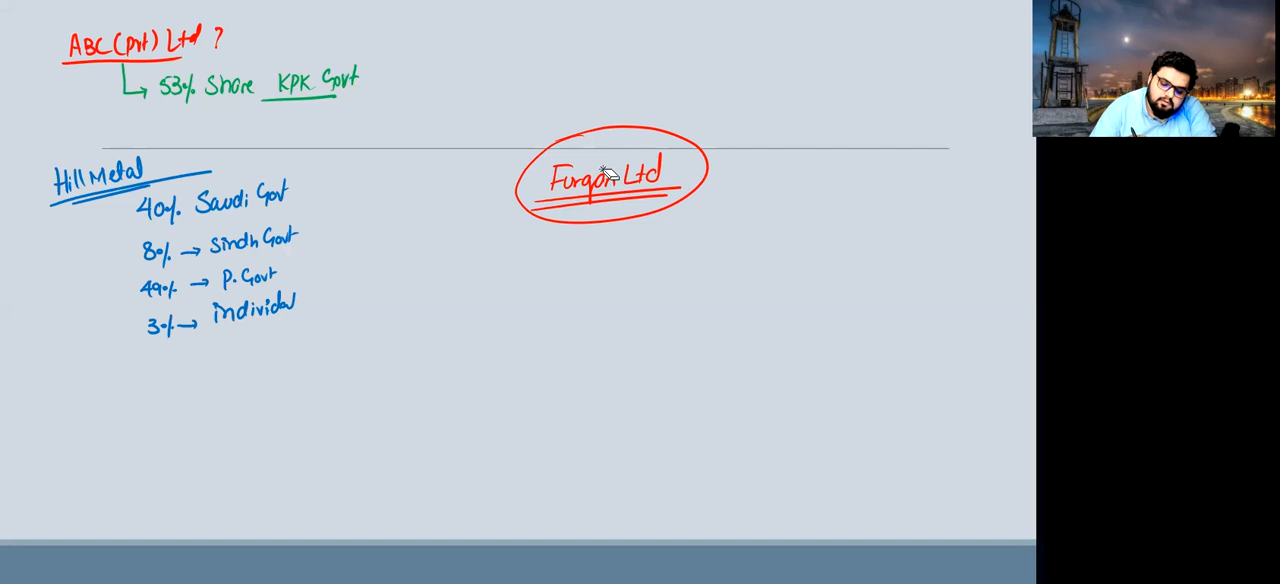 ABC (pvt) Ltd ?
↳ 53% Share KPK Govt
Hill Metal
40% Saudi Govt
8% → Sindh Govt
49% → P. Govt
3% → individal
Furqan Ltd